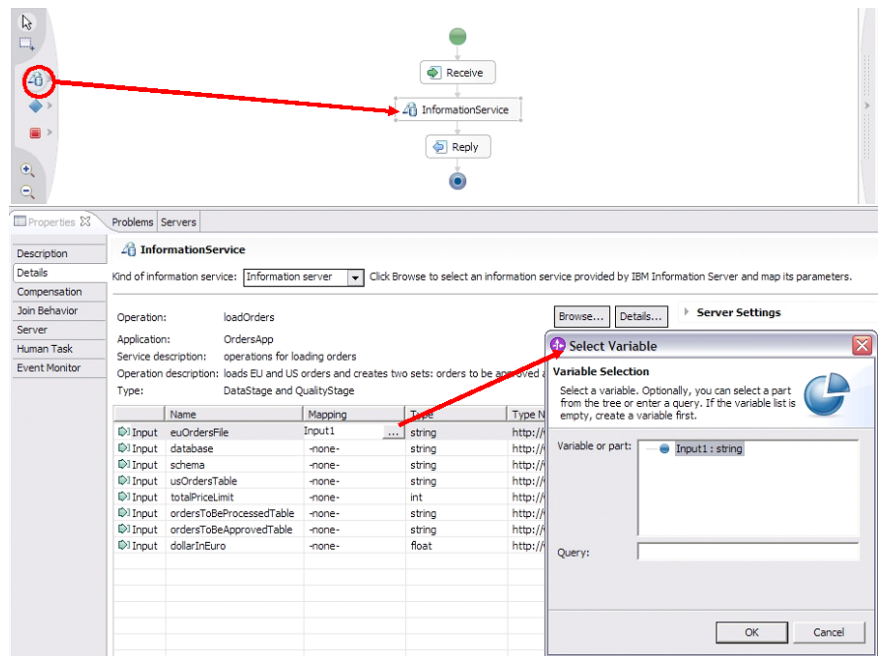 Receive
InformationService
Reply
Properties
Problems
Servers
Description
Details
Compensation
Join Behavior
Server
Human Task
Event Monitor
InformationService
Kind of information service: Information server Click Browse to select an information service provided by IBM Information Server and map its parameters.
Operation: loadOrders
Browse... Details... Server Settings
Application: OrdersApp
Service description: operations for loading orders
Operation description: loads EU and US orders and creates two sets: orders to be approved
Type: DataStage and QualityStage
Name Mapping Type Type N
Input euOrdersFile Input1 ... string http://
Input database -none- string http://
Input schema -none- string http://
Input usOrdersTable -none- string http://
Input totalPriceLimit -none- int http://
Input ordersToBeProcessedTable -none- string http://
Input ordersToBeApprovedTable -none- string http://
Input dollarInEuro -none- float http://
Select Variable
Variable Selection
Select a variable. Optionally, you can select a part
from the tree or enter a query. If the variable list is
empty, create a variable first.
Variable or part: Input1 : string
Query:
OK Cancel